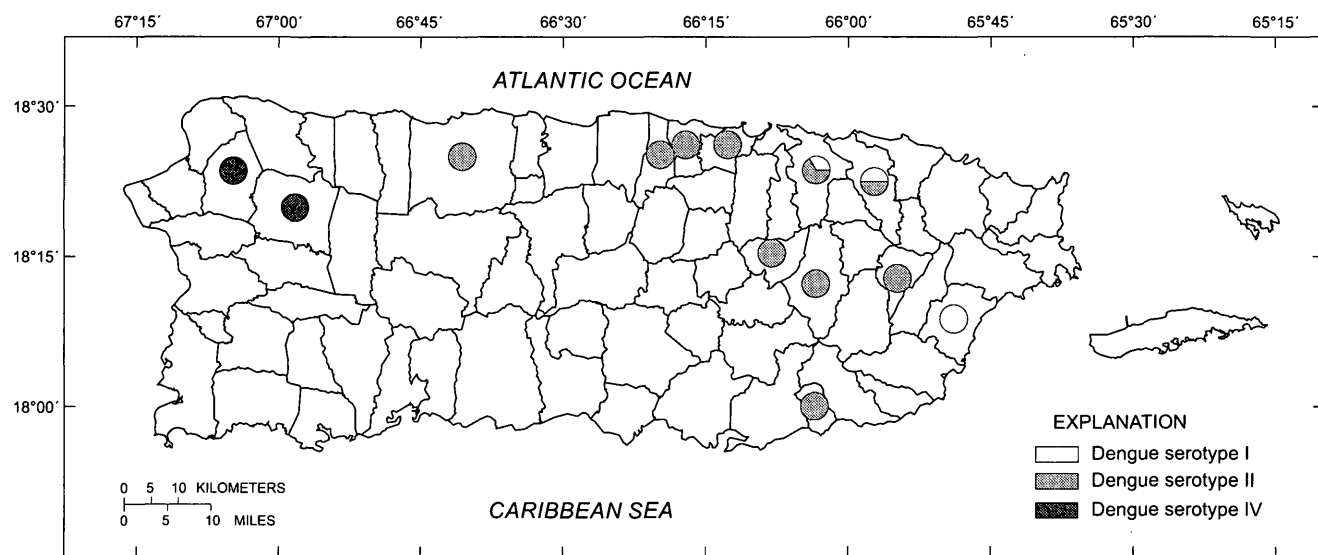 67°15′ 67°00′ 66°45′ 66°30′ 66°15′ 66°00′ 65°45′ 65°30′ 65°15′
ATLANTIC OCEAN
18°30′
18°15′
18°00′
EXPLANATION
Dengue serotype I
Dengue serotype II
Dengue serotype IV
0 5 10 KILOMETERS
0 5 10 MILES
CARIBBEAN SEA